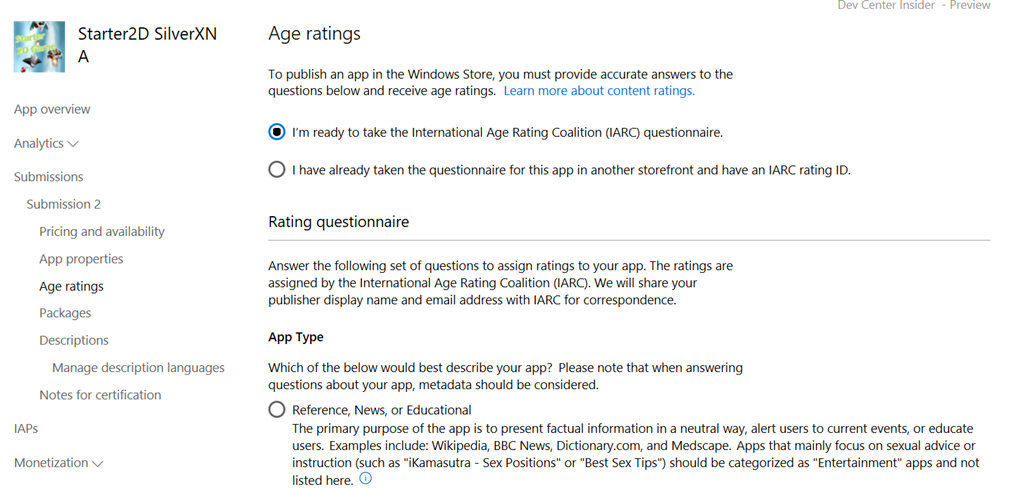 Dev Center Insider - Preview
Starter2D SilverXN
A
App overview
Analytics
Submissions
Submission 2
Pricing and availability
App properties
Age ratings
Packages
Descriptions
Manage description languages
Notes for certification
IAPs
Monetization
Age ratings
To publish an app in the Windows Store, you must provide accurate answers to the
questions below and receive age ratings. Learn more about content ratings.
I'm ready to take the International Age Rating Coalition (IARC) questionnaire.
I have already taken the questionnaire for this app in another storefront and have an IARC rating ID.
Rating questionnaire
Answer the following set of questions to assign ratings to your app. The ratings are
assigned by the International Age Rating Coalition (IARC). We will share your
publisher display name and email address with IARC for correspondence.
App Type
Which of the below would best describe your app? Please note that when answering
questions about your app, metadata should be considered.
Reference, News, or Educational
The primary purpose of the app is to present factual information in a neutral way, alert users to current events, or educate
users. Examples include: Wikipedia, BBC News, Dictionary.com, and Medscape. Apps that mainly focus on sexual advice or
instruction (such as "iKamasutra - Sex Positions" or "Best Sex Tips") should be categorized as "Entertainment" apps and not
listed here.